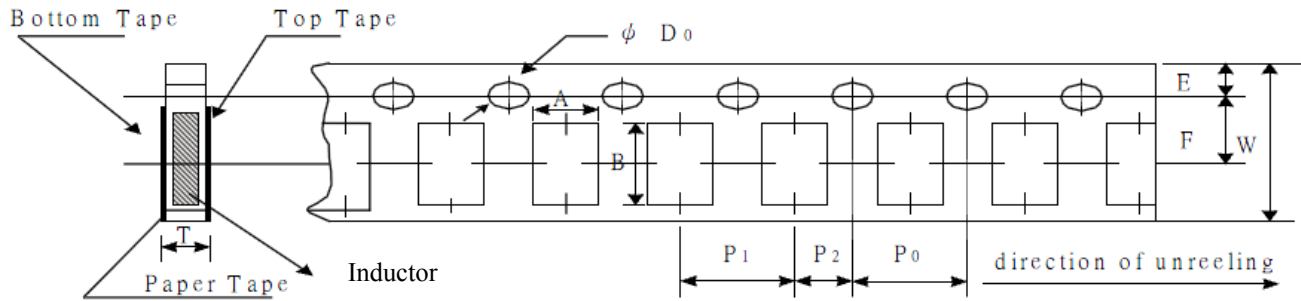 Bottom Tape
Top Tape
ϕ D0
E
A
F
W
B
T
P1
P2
P0
direction of unreeling
Inductor
Paper Tape